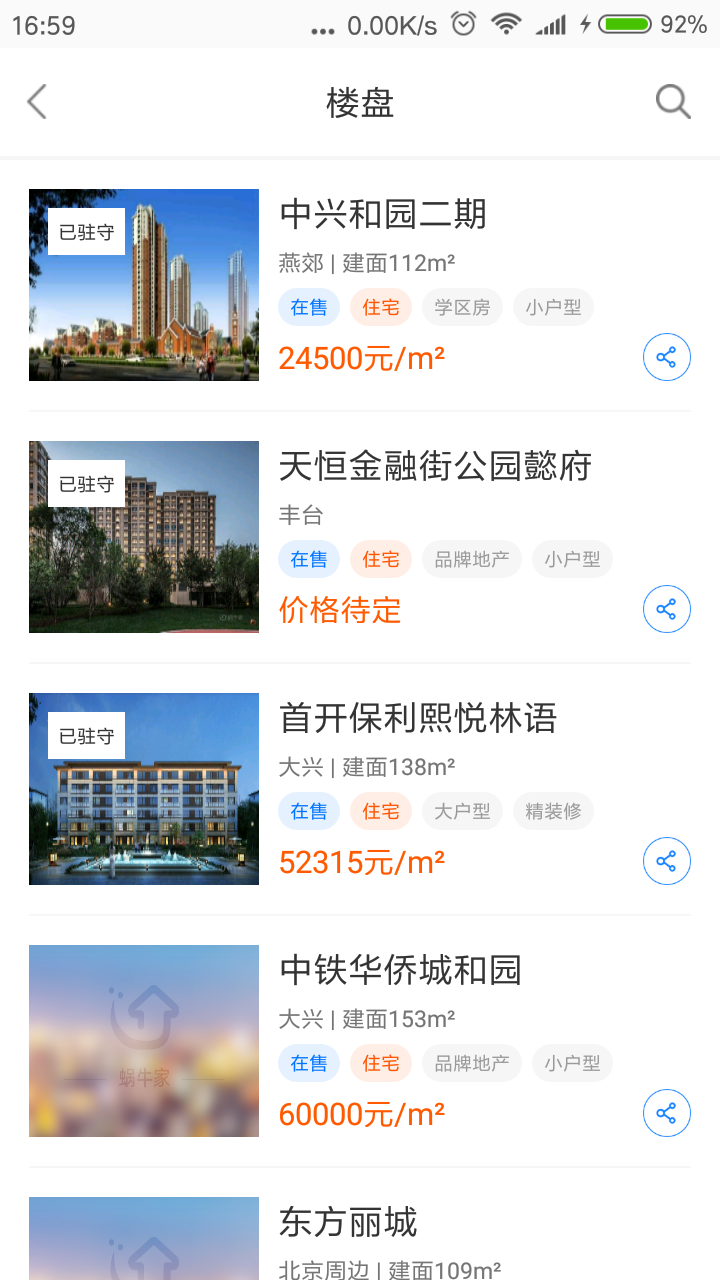 16:59
... 0.00K/s
92%
楼盘
已驻守
中兴和园二期
燕郊 | 建面112m²
在售 住宅 学区房 小户型
24500元/m²
已驻守
天恒金融街公园懿府
丰台
在售 住宅 品牌地产 小户型
价格待定
已驻守
首开保利熙悦林语
大兴 | 建面138m²
在售 住宅 大户型 精装修
52315元/m²
蜗牛家
中铁华侨城和园
大兴 | 建面153m²
在售 住宅 品牌地产 小户型
60000元/m²
东方丽城
北京周边 | 建面109m²